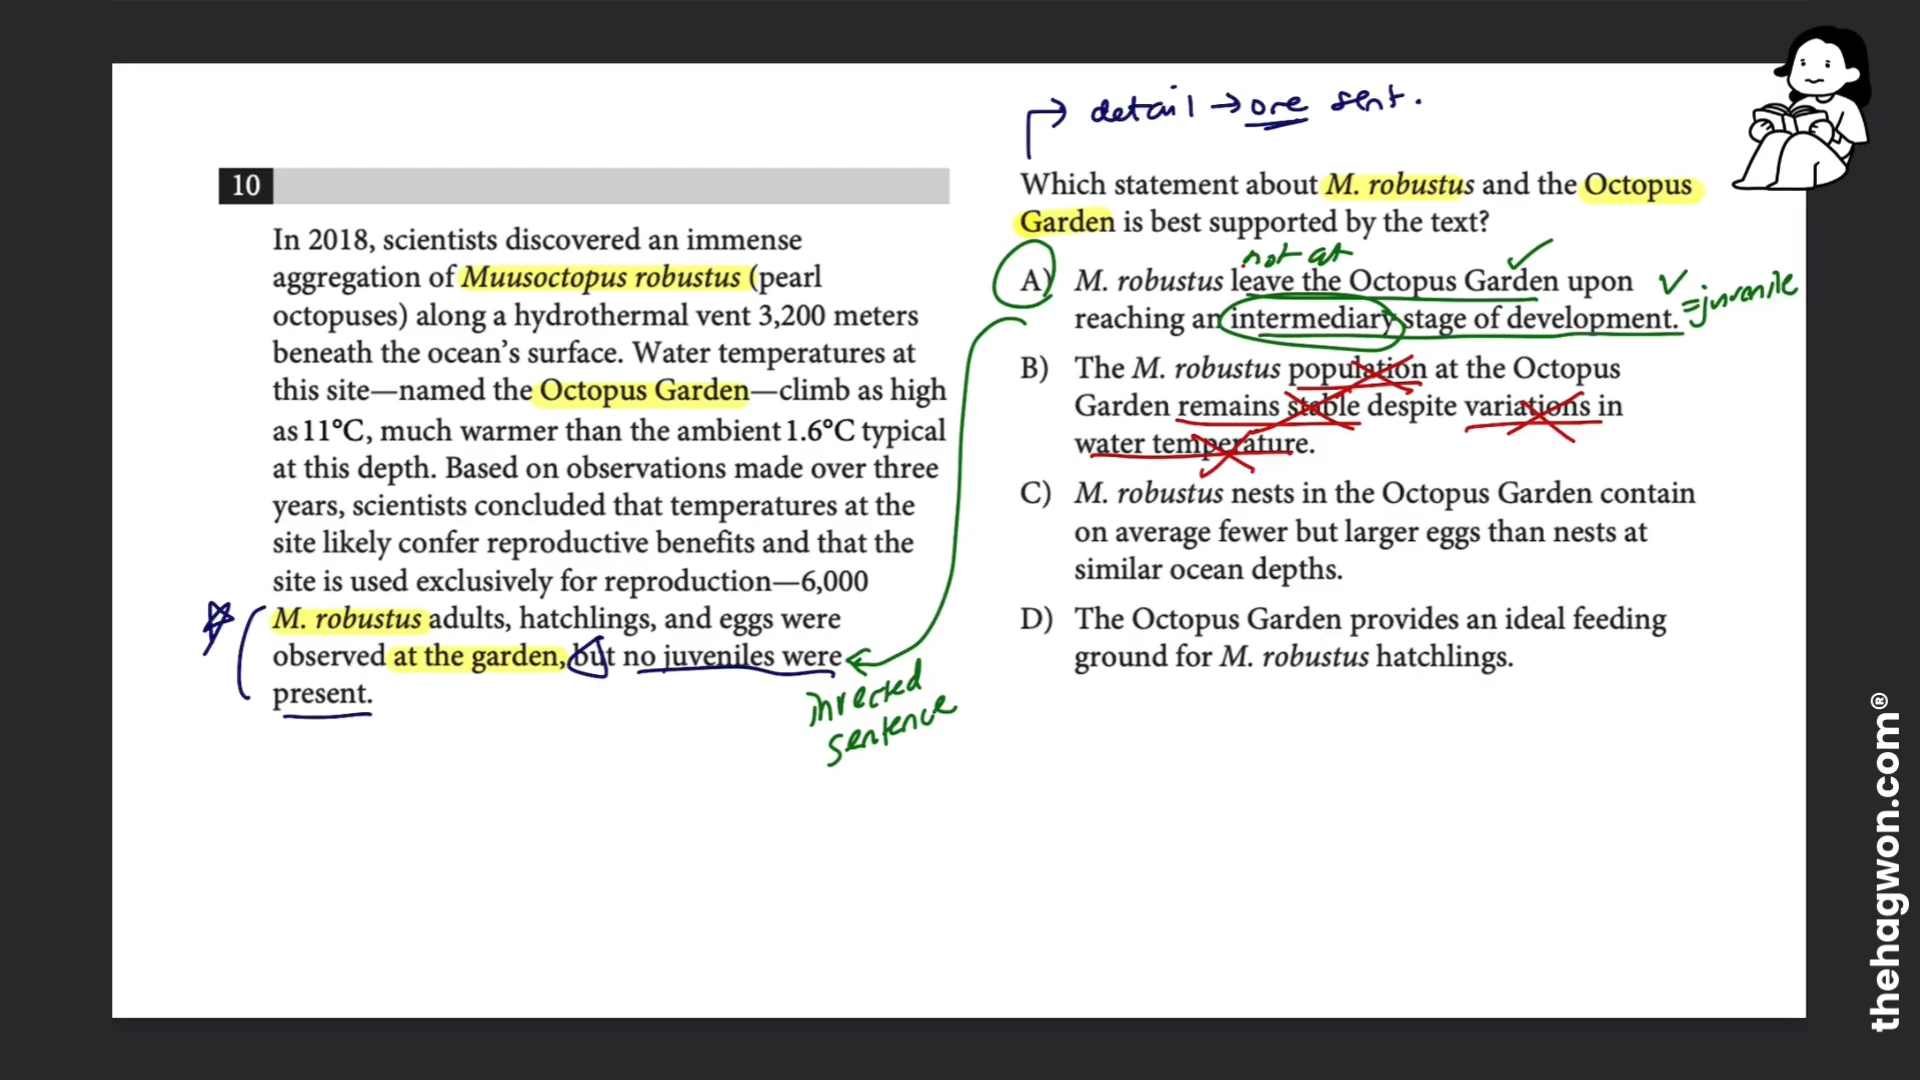 detail → one sent.
10
In 2018, scientists discovered an immense
aggregation of Muusoctopus robustus (pearl
octopuses) along a hydrothermal vent 3,200 meters
beneath the ocean’s surface. Water temperatures at
this site—named the Octopus Garden—climb as high
as 11°C, much warmer than the ambient 1.6°C typical
at this depth. Based on observations made over three
years, scientists concluded that temperatures at the
site likely confer reproductive benefits and that the
site is used exclusively for reproduction—6,000
M. robustus adults, hatchlings, and eggs were
observed at the garden, but no juveniles were
present.
sentence
Which statement about M. robustus and the Octopus
Garden is best supported by the text?
not at
A) M. robustus leave the Octopus Garden upon
reaching an intermediary stage of development.
= juvenile
B) The M. robustus population at the Octopus
Garden remains stable despite variations in
water temperature.
C) M. robustus nests in the Octopus Garden contain
on average fewer but larger eggs than nests at
similar ocean depths.
D) The Octopus Garden provides an ideal feeding
ground for M. robustus hatchlings.
thehagwon.com®